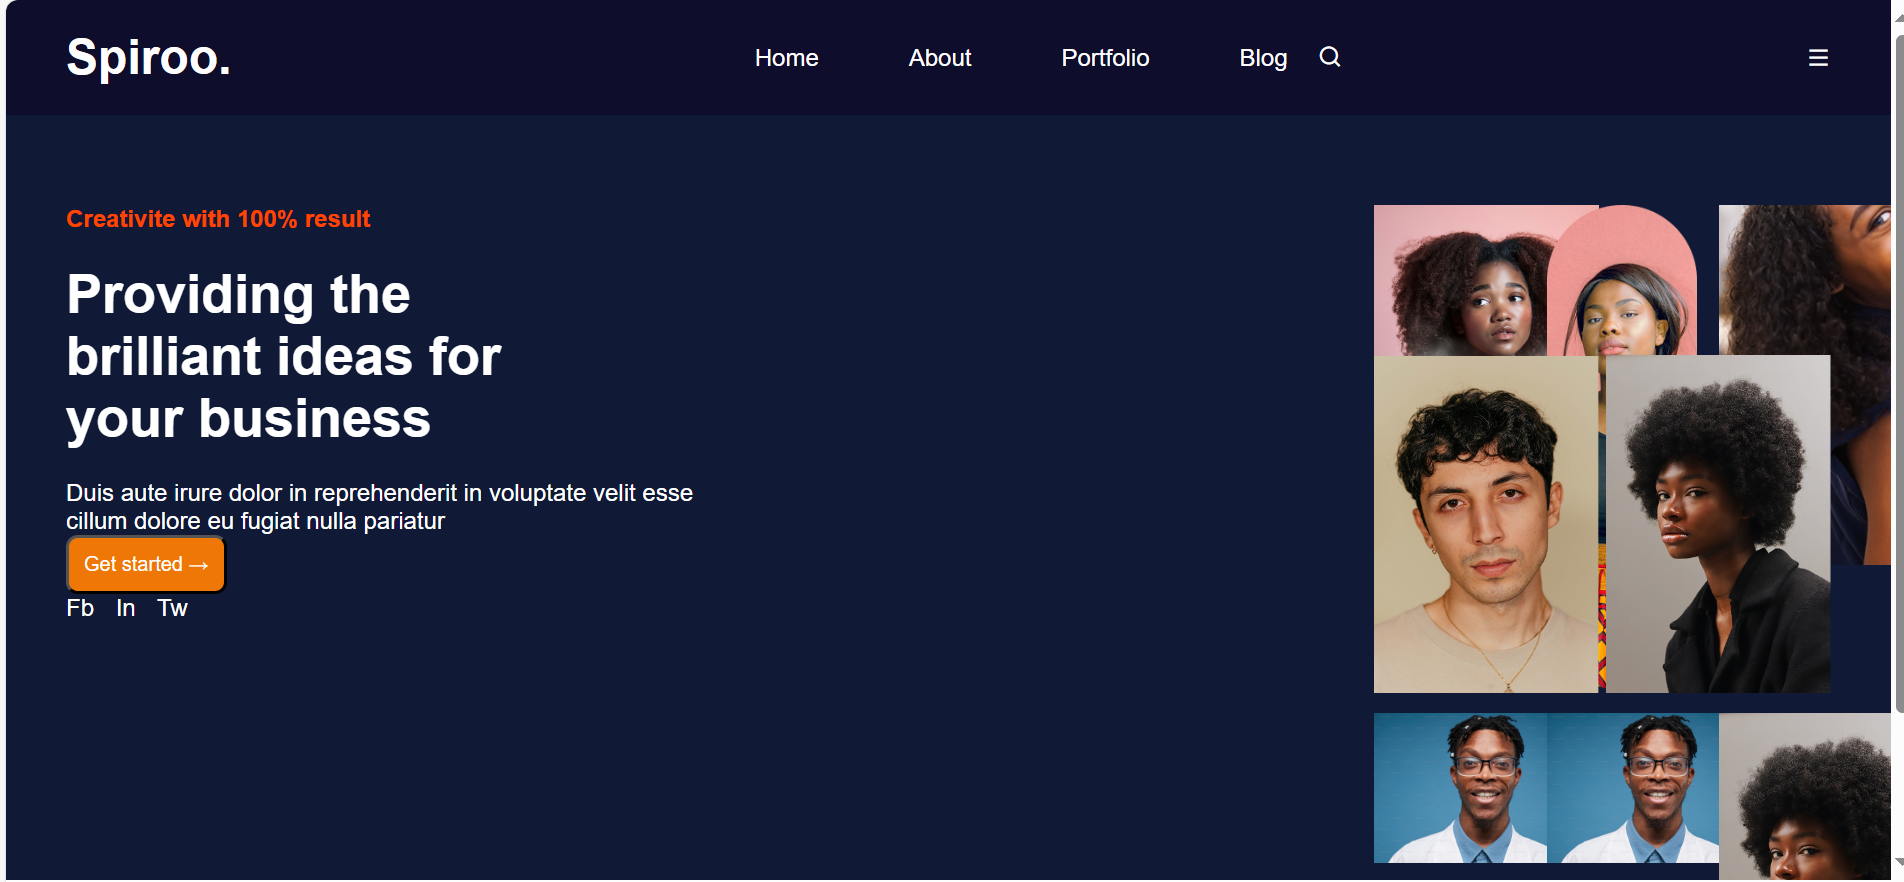 Spiroo.
Home About Portfolio Blog
Creativite with 100% result
Providing the
brilliant ideas for
your business
Duis aute irure dolor in reprehenderit in voluptate velit esse
cillum dolore eu fugiat nulla pariatur
Get started →
Fb In Tw